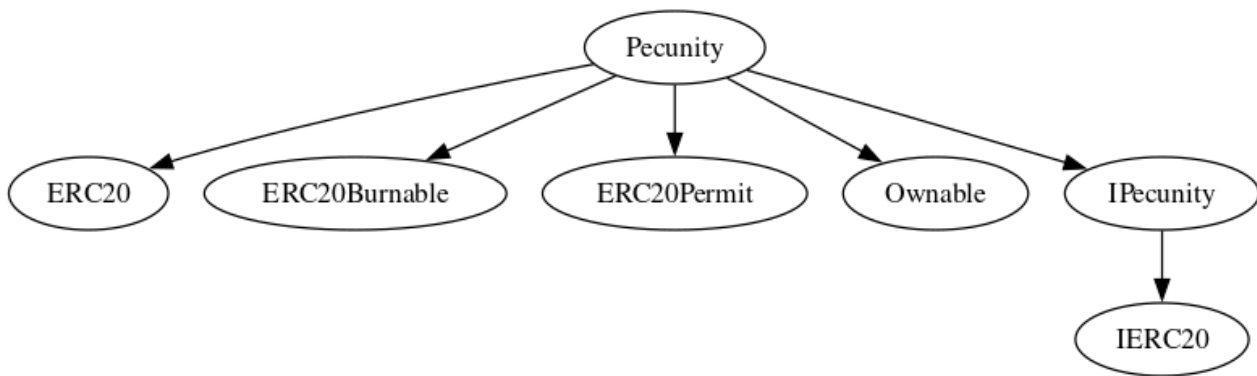 Pecunity
ERC20
ERC20Burnable
ERC20Permit
Ownable
IPecunity
IERC20